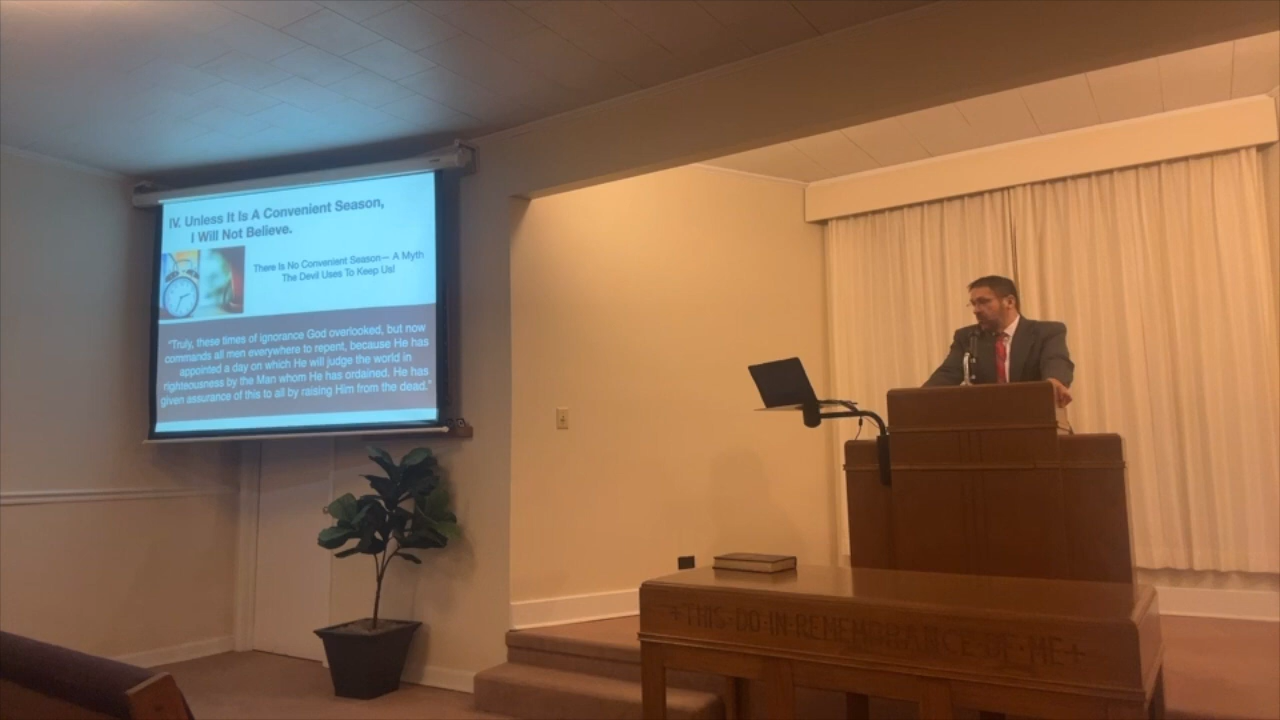 IV. Unless It Is A Convenient Season,
I Will Not Believe.
There Is No Convenient Season— A Myth
The Devil Uses To Keep Us!
“Truly, these times of ignorance God overlooked, but now
commands all men everywhere to repent, because He has
appointed a day on which He will judge the world in
righteousness by the Man whom He has ordained. He has
given assurance of this to all by raising Him from the dead.”
+THIS·DO·IN·REMEMBRANCE·OF·ME+